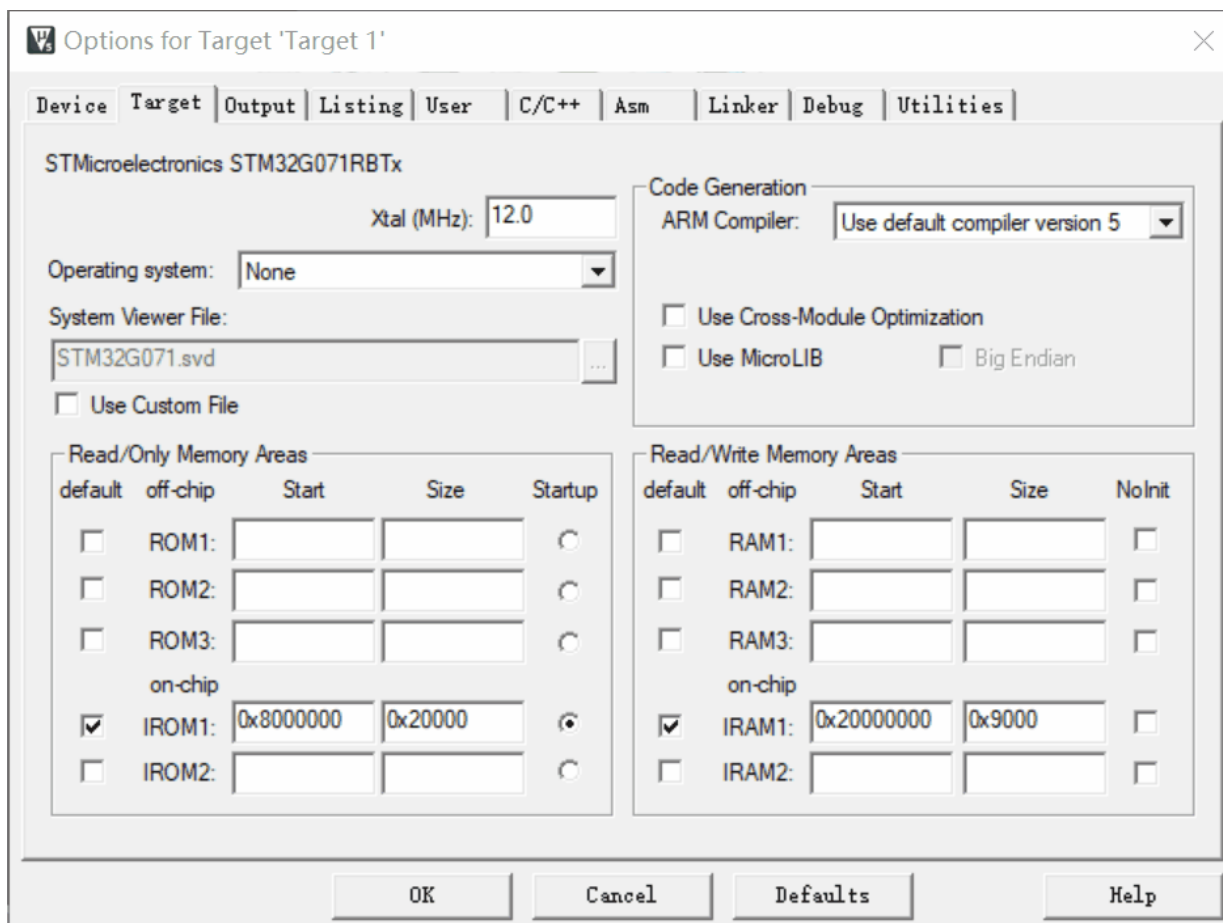 Options for Target 'Target 1'
Device Target Output Listing User C/C++ Asm Linker Debug Utilities
STMicroelectronics STM32G071RBTx
Xtal (MHz): 12.0
Operating system: None
System Viewer File:
STM32G071.svd ...
Use Custom File
Code Generation
ARM Compiler: Use default compiler version 5
Use Cross-Module Optimization
Use MicroLIB Big Endian
Read/Only Memory Areas
default off-chip Start Size Startup
ROM1:
ROM2:
ROM3:
on-chip
IROM1: 0x8000000 0x20000
IROM2:
Read/Write Memory Areas
default off-chip Start Size NoInit
RAM1:
RAM2:
RAM3:
on-chip
IRAM1: 0x20000000 0x9000
IRAM2:
OK Cancel Defaults Help